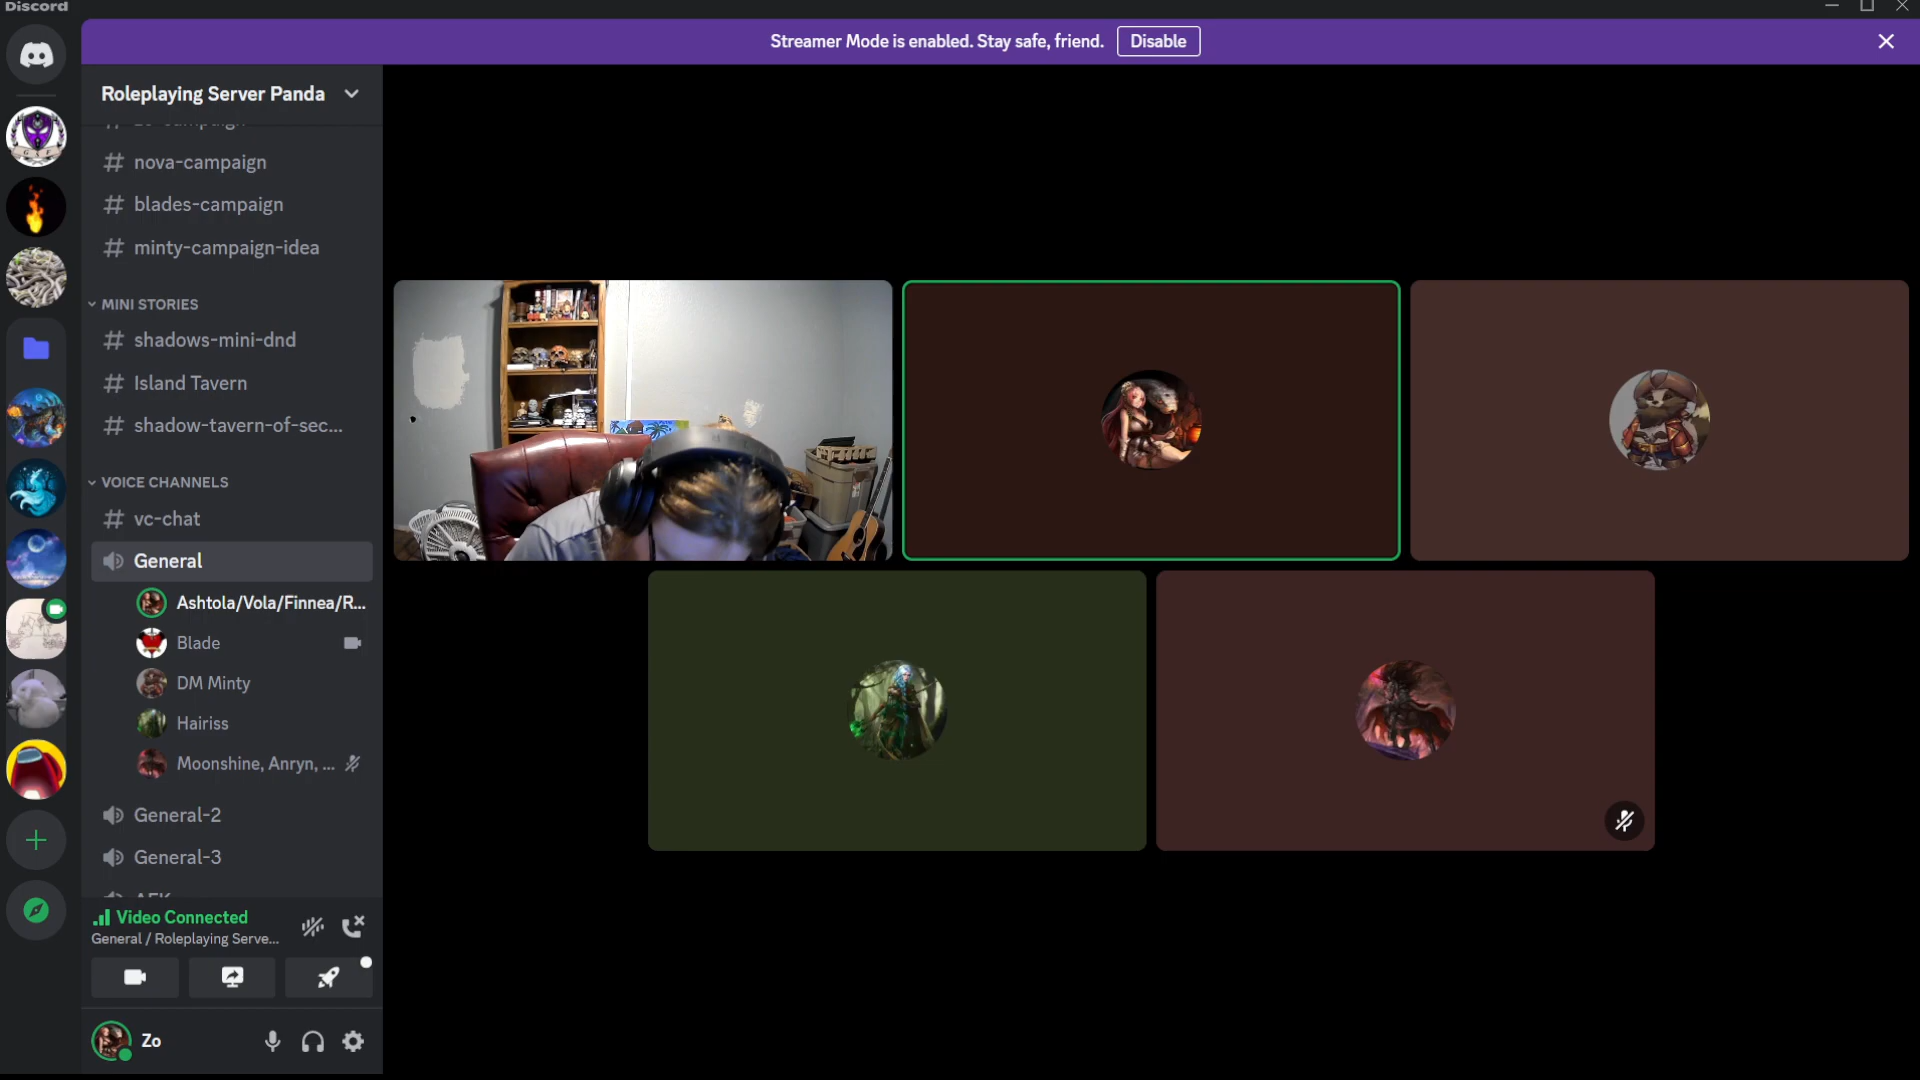 Discord
Streamer Mode is enabled. Stay safe, friend.
Disable
Roleplaying Server Panda
nova-campaign
blades-campaign
minty-campaign-idea
MINI STORIES
shadows-mini-dnd
Island Tavern
shadow-tavern-of-sec...
VOICE CHANNELS
vc-chat
General
Ashtola/Vola/Finnea/R...
Blade
DM Minty
Hairiss
Moonshine, Anryn, ...
General-2
General-3
Video Connected
General / Roleplaying Serve...
Zo